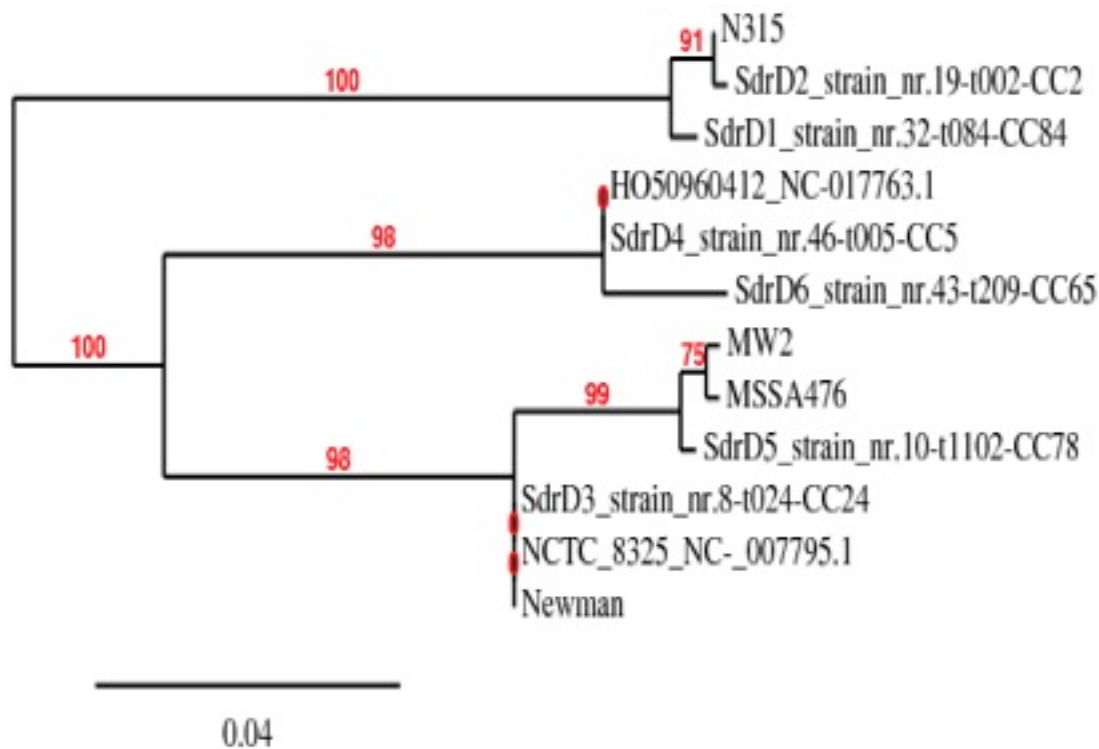 N315
91
SdrD2_strain_nr.19-t002-CC2
100
SdrD1_strain_nr.32-t084-CC84
HO50960412_NC-017763.1
98
SdrD4_strain_nr.46-t005-CC5
SdrD6_strain_nr.43-t209-CC65
100
MW2
75
99
MSSA476
SdrD5_strain_nr.10-t1102-CC78
98
SdrD3_strain_nr.8-t024-CC24
NCTC_8325_NC-_007795.1
Newman
0.04